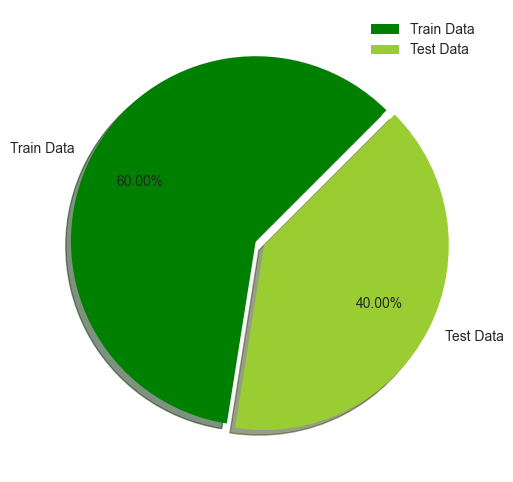 Train Data
Test Data
Train Data
60.00%
40.00%
Test Data